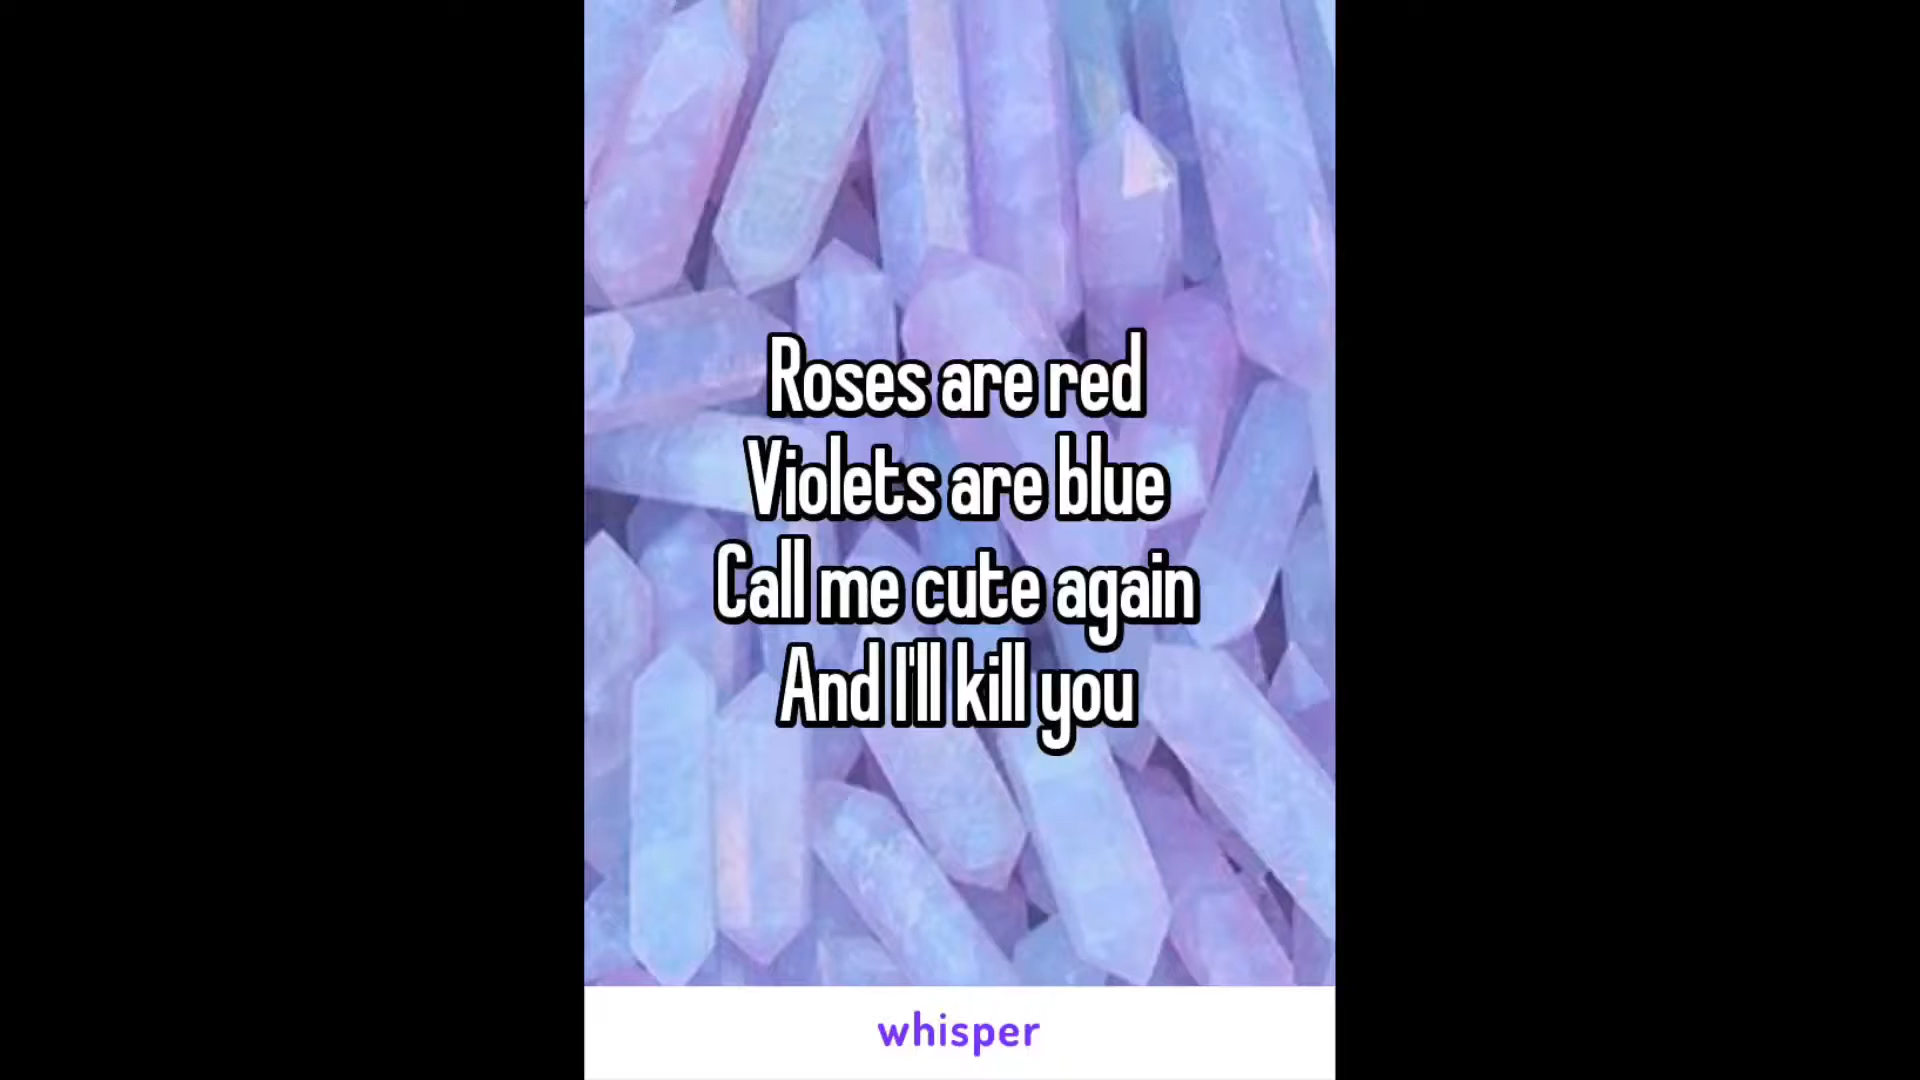 Roses are red
Violets are blue
Call me cute again
And I'll kill you
whisper